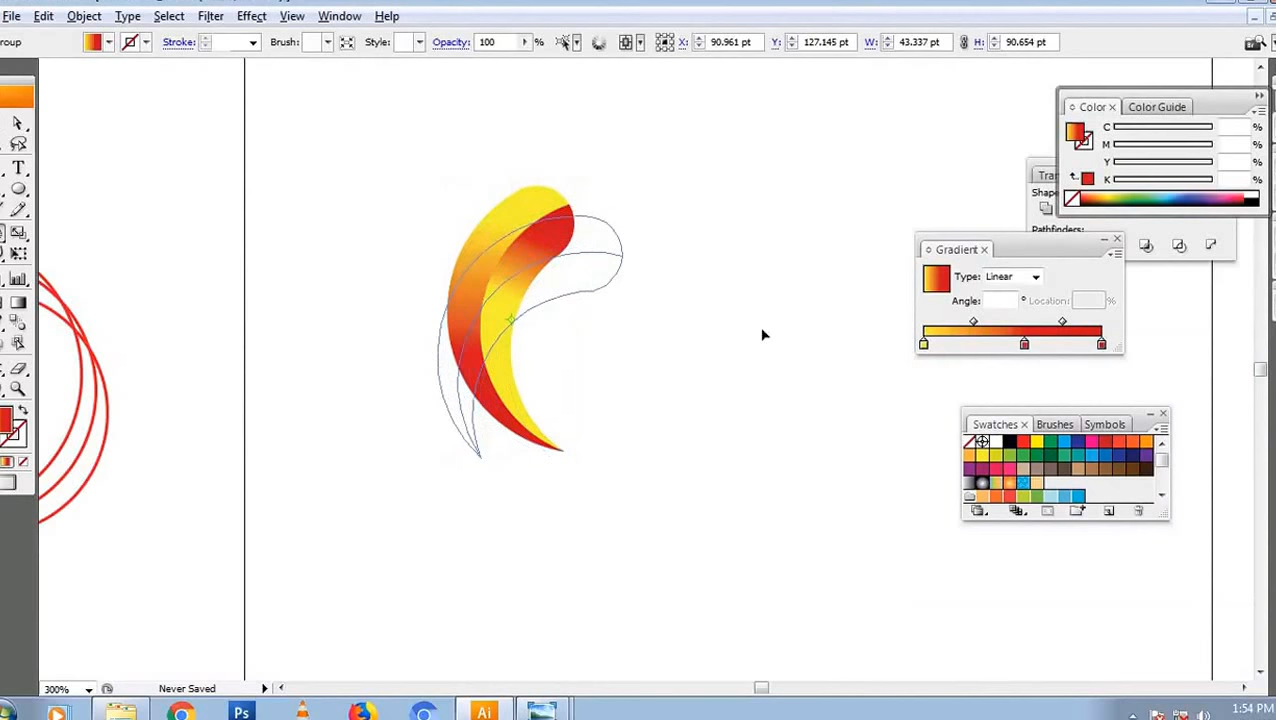 File Edit Object Type Select Filter Effect View Window Help
Group Stroke: Brush: Style: Opacity: 100 % X: 90.961 pt Y: 127.145 pt W: 43.337 pt H: 90.654 pt
Color × Color Guide
C %
M %
Y %
K %
Shape
Pathfinders:
Gradient ×
Type: Linear
Angle: ° Location: %
Swatches × Brushes Symbols
300% Never Saved
Ps Ai 1:54 PM